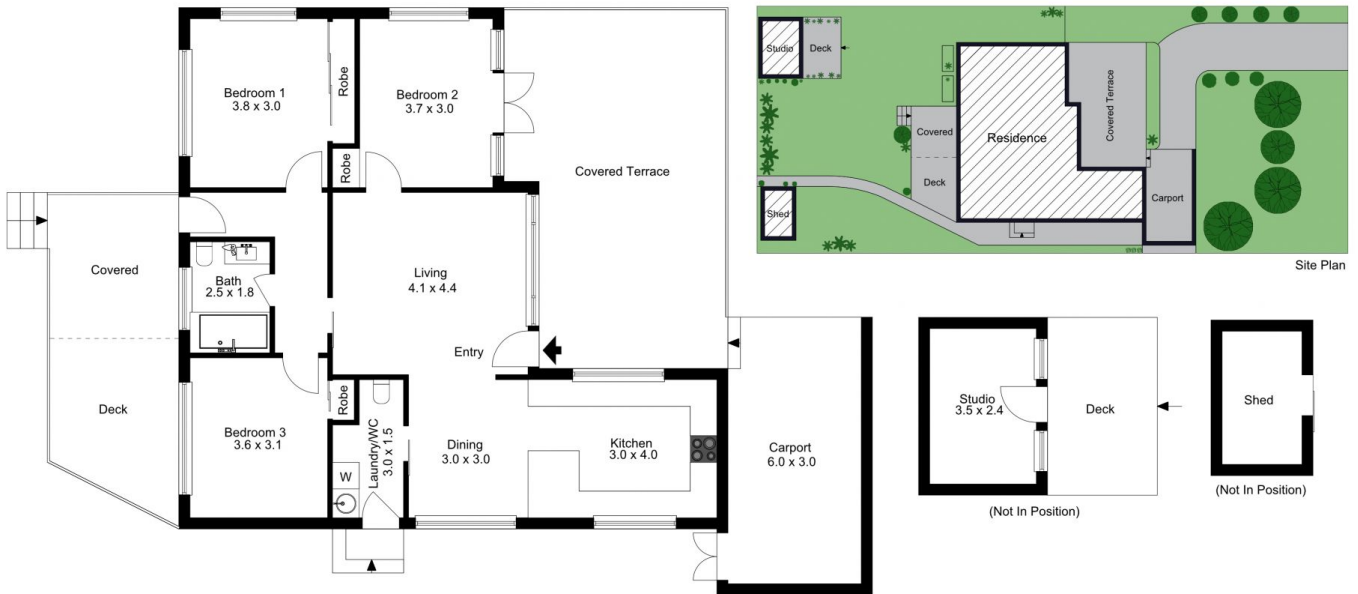 Bedroom 1
3.8 x 3.0
Robe
Bedroom 2
3.7 x 3.0
Robe
Covered Terrace
Covered
Bath
2.5 x 1.8
Living
4.1 x 4.4
Entry
Deck
Bedroom 3
3.6 x 3.1
Robe
Laundry/WC
3.0 x 1.5
W
Dining
3.0 x 3.0
Kitchen
3.0 x 4.0
Carport
6.0 x 3.0
Studio
Deck
Covered
Deck
Residence
Covered Terrace
Carport
Shed
Site Plan
Studio
3.5 x 2.4
Deck
(Not In Position)
Shed
(Not In Position)